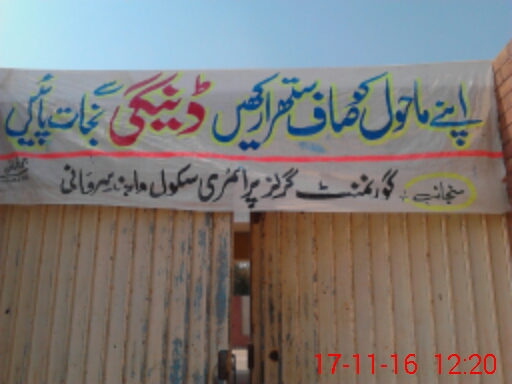 اپنے ماحول کو صاف ستھرا رکھیں ڈینگی سے نجات پائیں
منجانب: گورنمنٹ گرلز پرائمری سکول
17-11-16 12:20